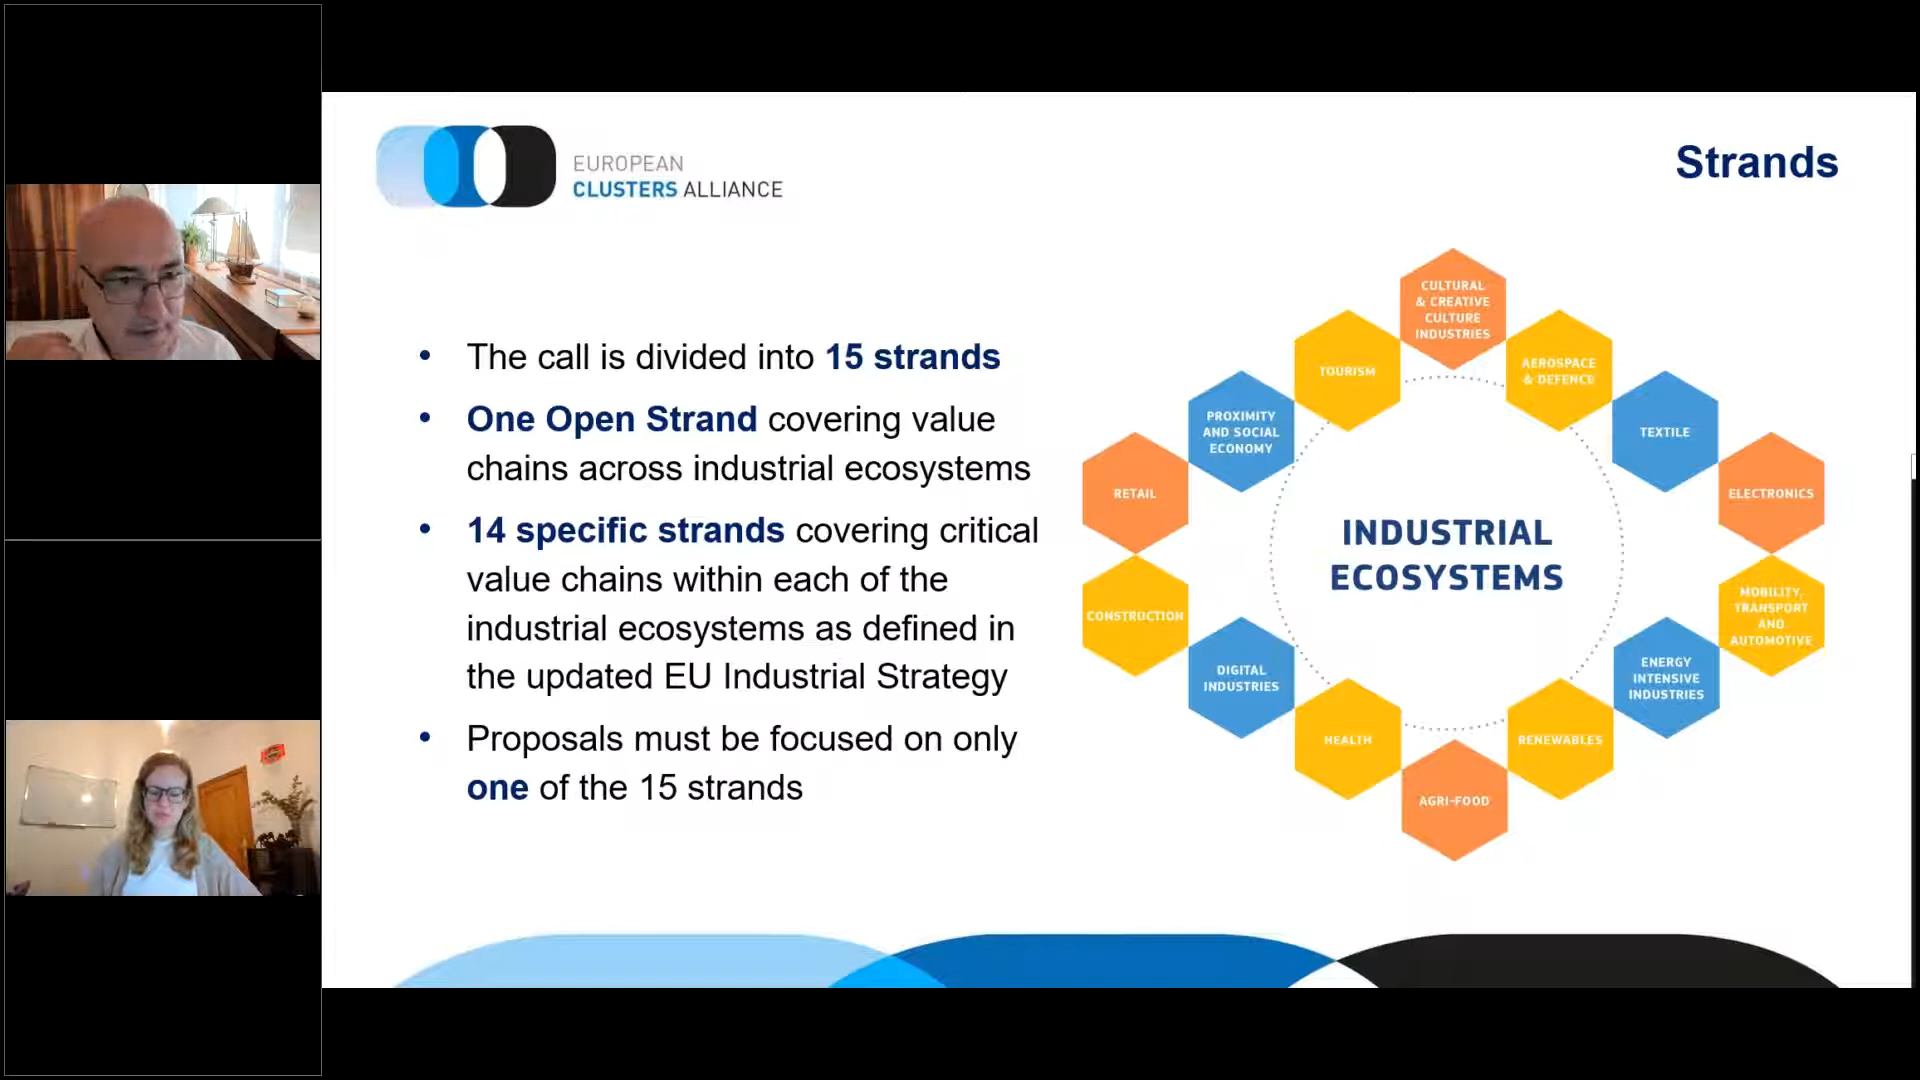 EUROPEAN
CLUSTERS ALLIANCE
Strands
• The call is divided into 15 strands
• One Open Strand covering value
chains across industrial ecosystems
• 14 specific strands covering critical
value chains within each of the
industrial ecosystems as defined in
the updated EU Industrial Strategy
• Proposals must be focused on only
one of the 15 strands
CULTURAL
& CREATIVE
CULTURE
INDUSTRIES
AEROSPACE
& DEFENCE
TEXTILE
ELECTRONICS
MOBILITY,
TRANSPORT
AND
AUTOMOTIVE
ENERGY
INTENSIVE
INDUSTRIES
RENEWABLES
AGRI-FOOD
HEALTH
DIGITAL
INDUSTRIES
CONSTRUCTION
RETAIL
PROXIMITY
AND SOCIAL
ECONOMY
TOURISM
INDUSTRIAL
ECOSYSTEMS